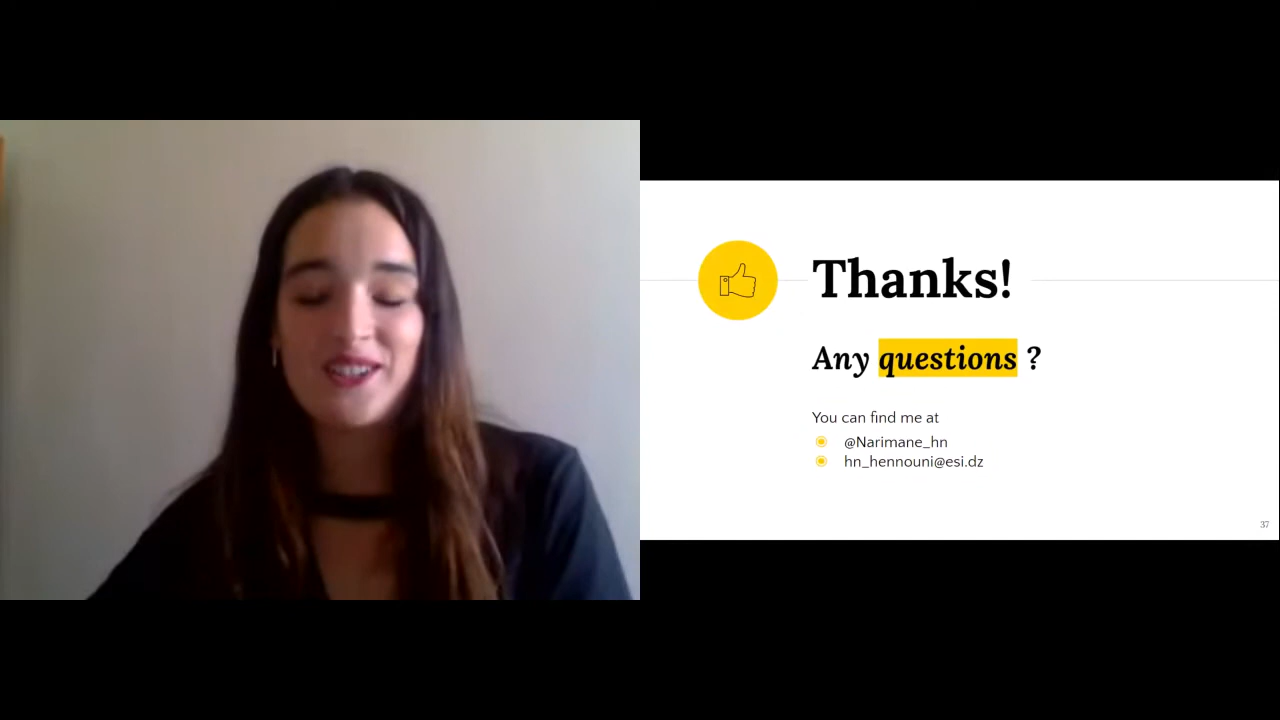 Thanks!
Any questions ?
You can find me at
@Narimane_hn
hn_hennouni@esi.dz
37